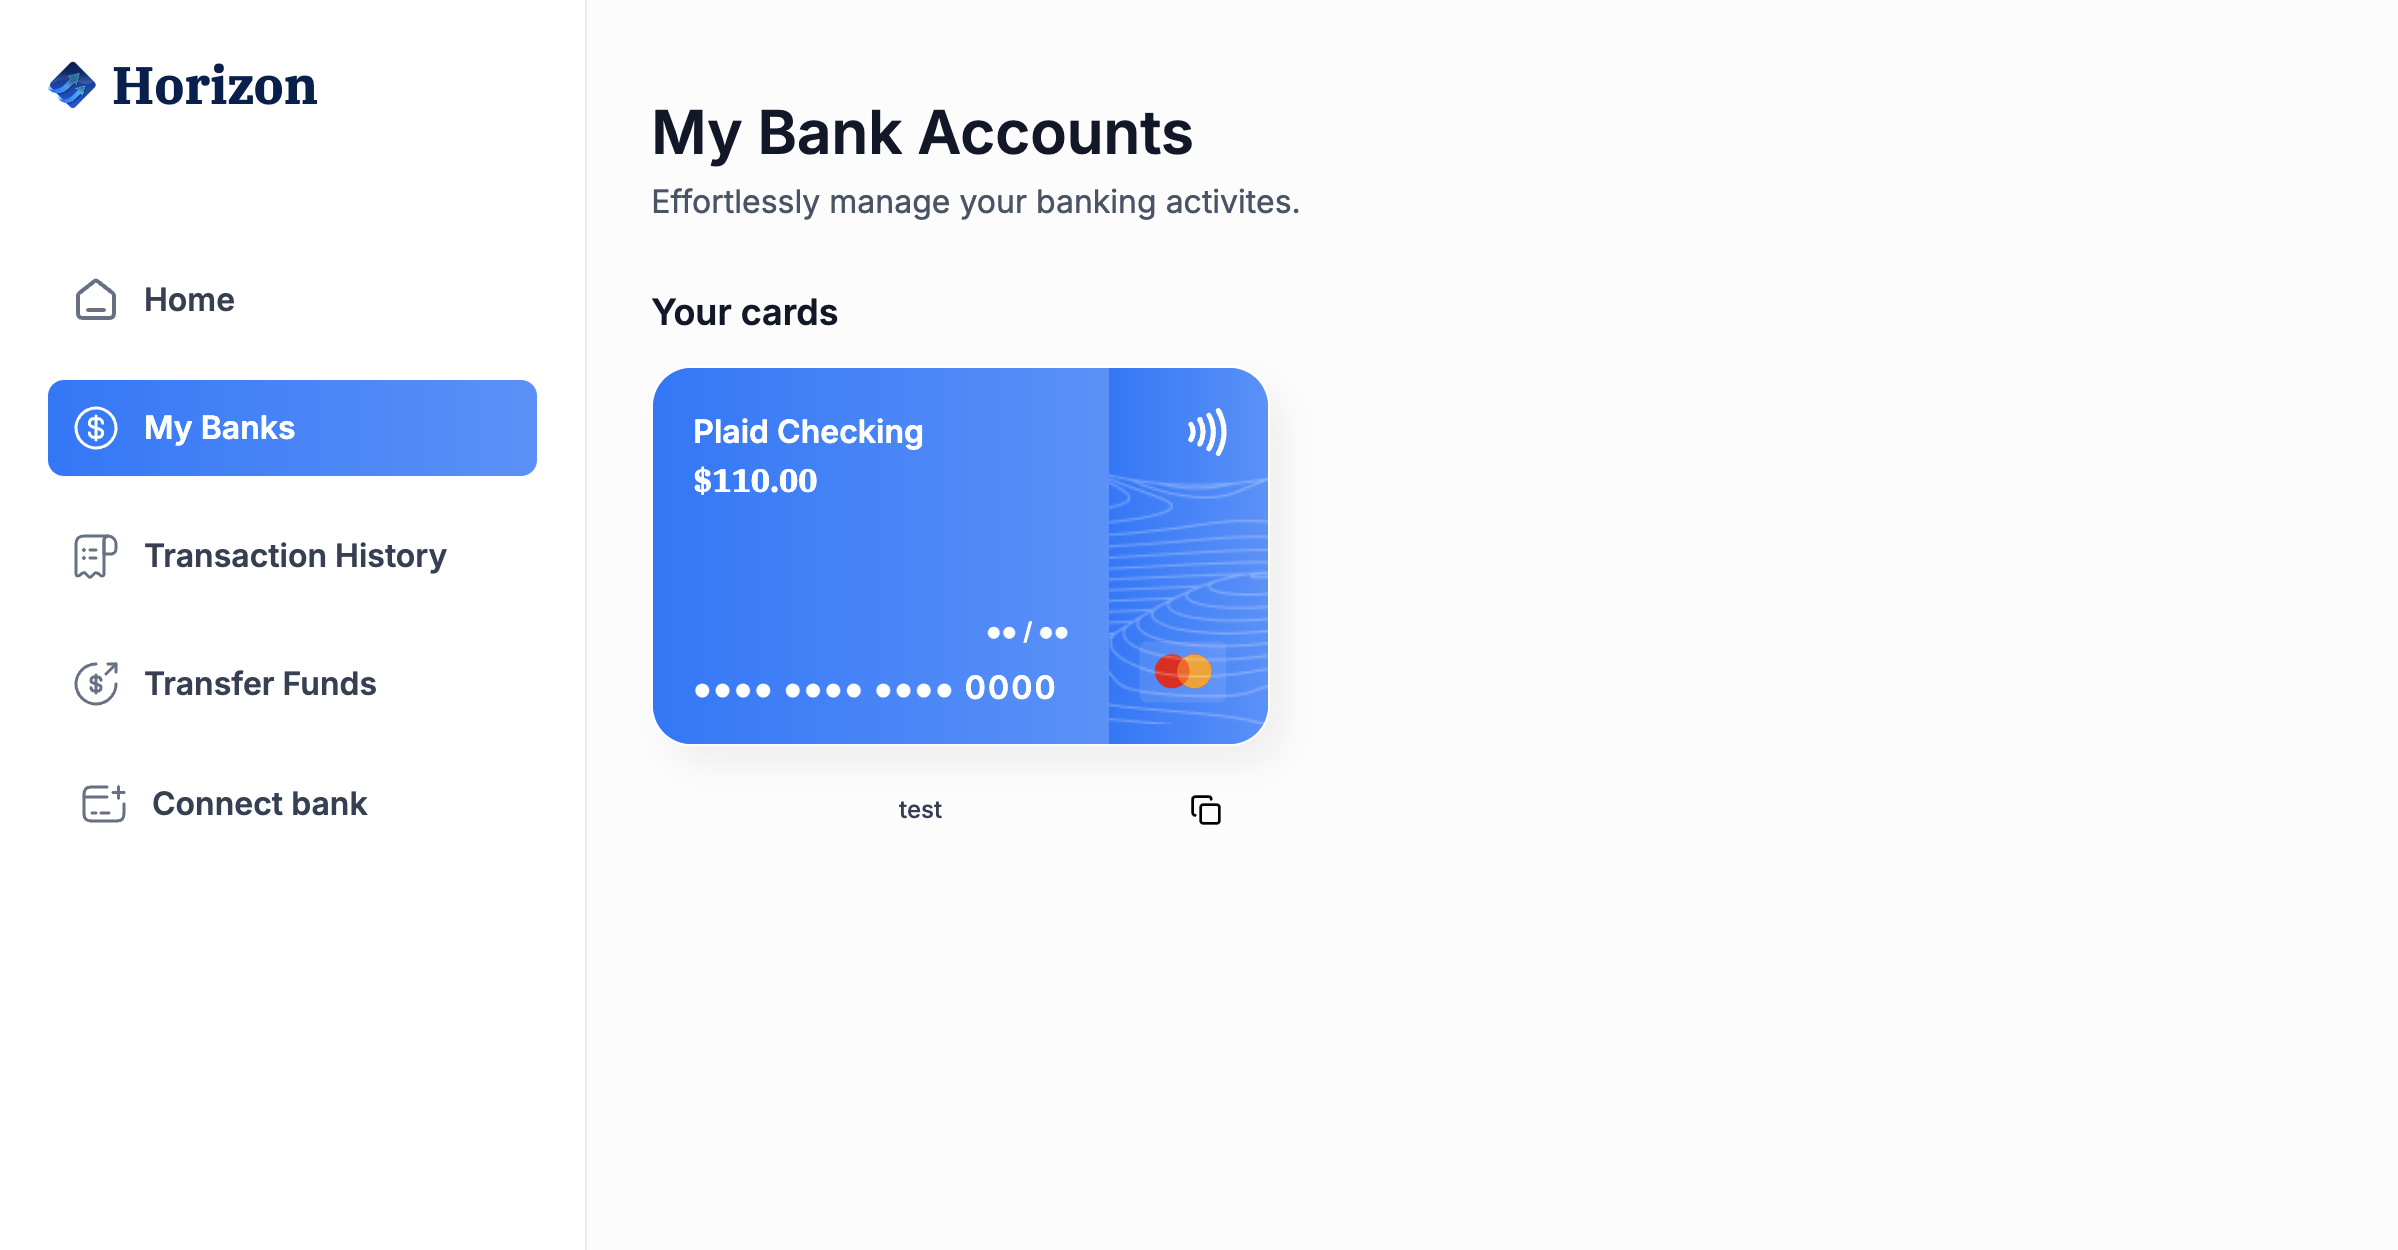 Horizon
Home
My Banks
Transaction History
Transfer Funds
Connect bank
My Bank Accounts
Effortlessly manage your banking activites.
Your cards
Plaid Checking
$110.00
●● / ●●
●●●● ●●●● ●●●● 0000
test